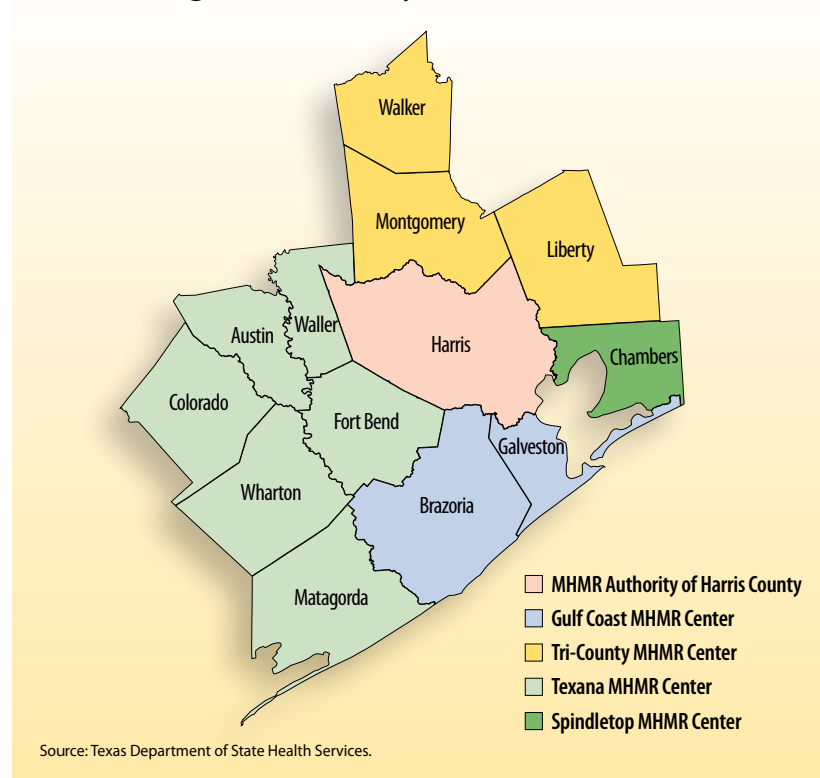 Walker
Montgomery
Liberty
Waller
Austin
Harris
Chambers
Colorado
Fort Bend
Galveston
Wharton
Brazoria
Matagorda
MHMR Authority of Harris County
Gulf Coast MHMR Center
Tri-County MHMR Center
Texana MHMR Center
Spindletop MHMR Center
Source: Texas Department of State Health Services.